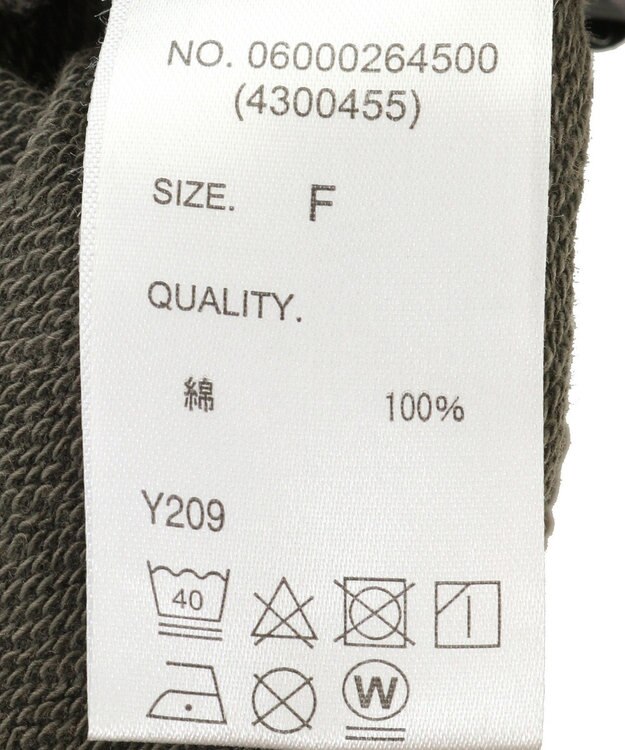 NO. 06000264500
(4300455)
SIZE. F
QUALITY.
綿 100%
Y209
40
W